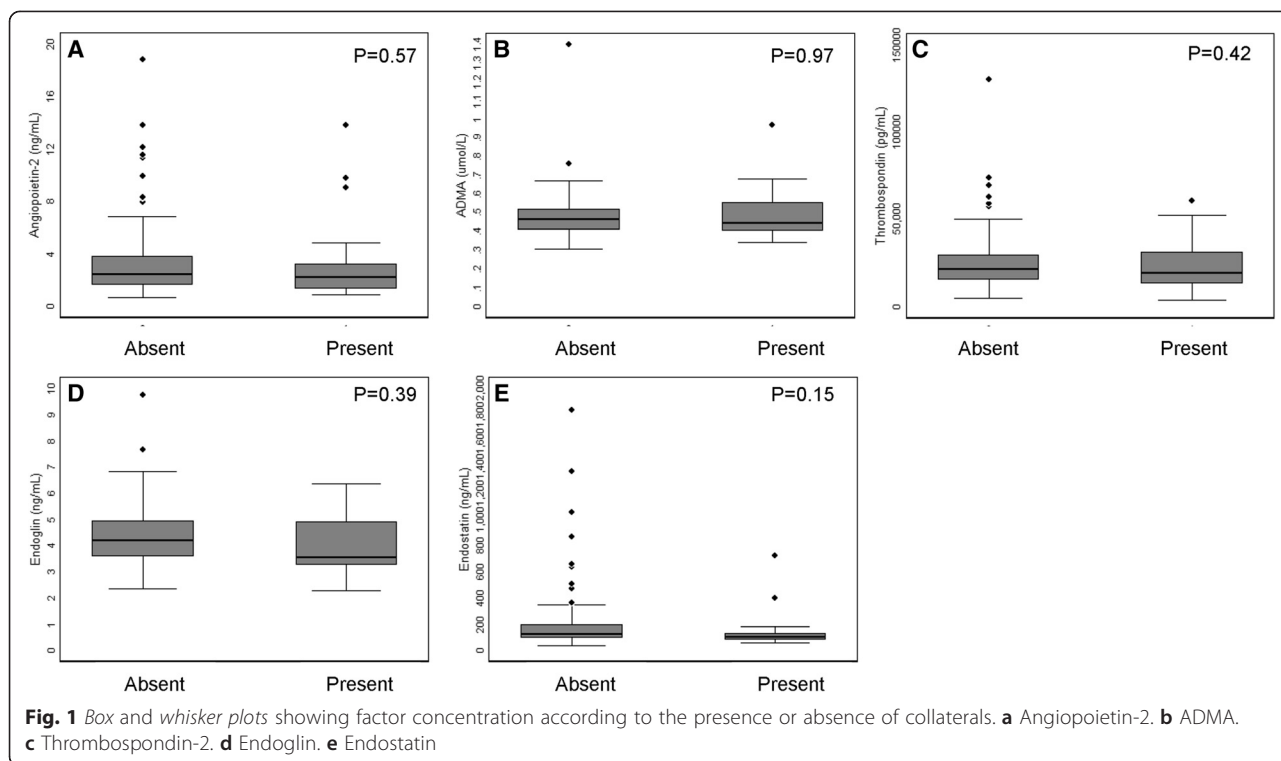 A
P=0.57
Angiopoietin-2 (ng/mL)
20
16
12
8
4
0
Absent
Present
B
P=0.97
ADMA (umol/L)
1.4
1.3
1.2
1.1
1
.9
.8
.7
.6
.5
.4
.3
.2
.1
0
Absent
Present
C
P=0.42
Thrombospondin (pg/mL)
150000
100000
50,000
0
Absent
Present
D
P=0.39
Endoglin (ng/mL)
10
9
8
7
6
5
4
3
2
1
0
Absent
Present
E
P=0.15
Endostatin (ng/mL)
2,000
1,800
1,600
1,400
1,200
1,000
800
600
400
200
0
Absent
Present
Fig. 1 Box and whisker plots showing factor concentration according to the presence or absence of collaterals. a Angiopoietin-2. b ADMA.
c Thrombospondin-2. d Endoglin. e Endostatin